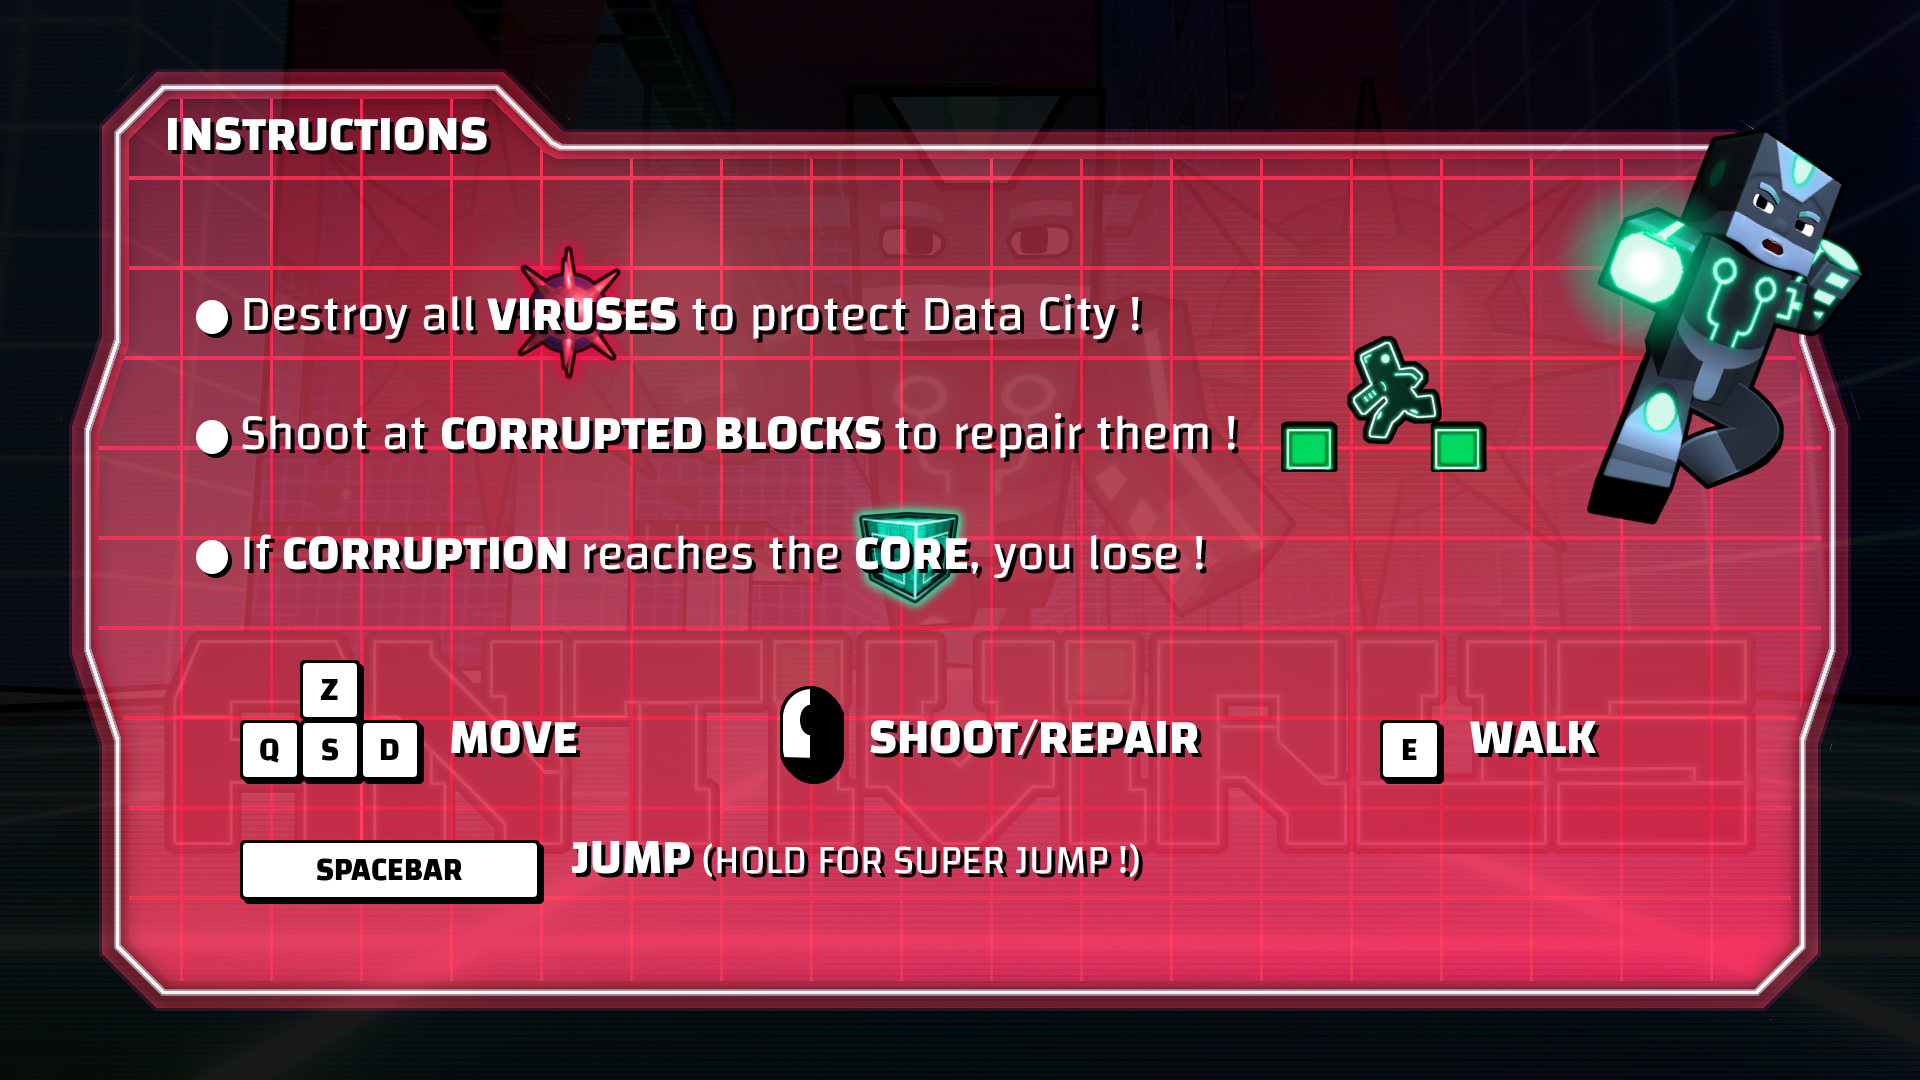 INSTRUCTIONS
Destroy all VIRUSES to protect Data City !
Shoot at CORRUPTED BLOCKS to repair them !
If CORRUPTION reaches the CORE, you lose !
Z
Q S D MOVE
SHOOT/REPAIR
E WALK
SPACEBAR JUMP (HOLD FOR SUPER JUMP !)